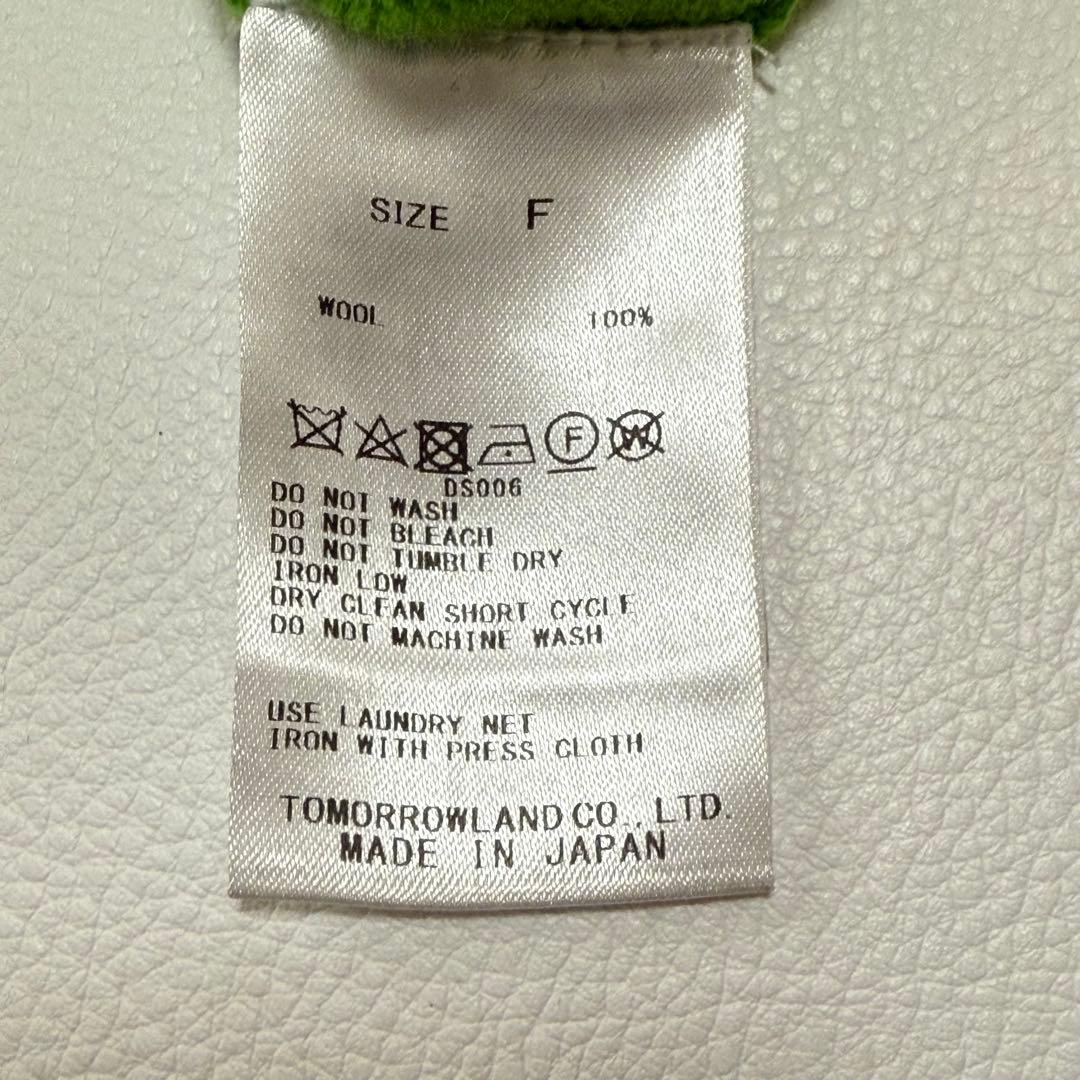 SIZE F
WOOL 100%
F W
DS006
DO NOT WASH
DO NOT BLEACH
DO NOT TUMBLE DRY
IRON LOW
DRY CLEAN SHORT CYCLE
DO NOT MACHINE WASH
USE LAUNDRY NET
IRON WITH PRESS CLOTH
TOMORROWLAND CO., LTD.
MADE IN JAPAN